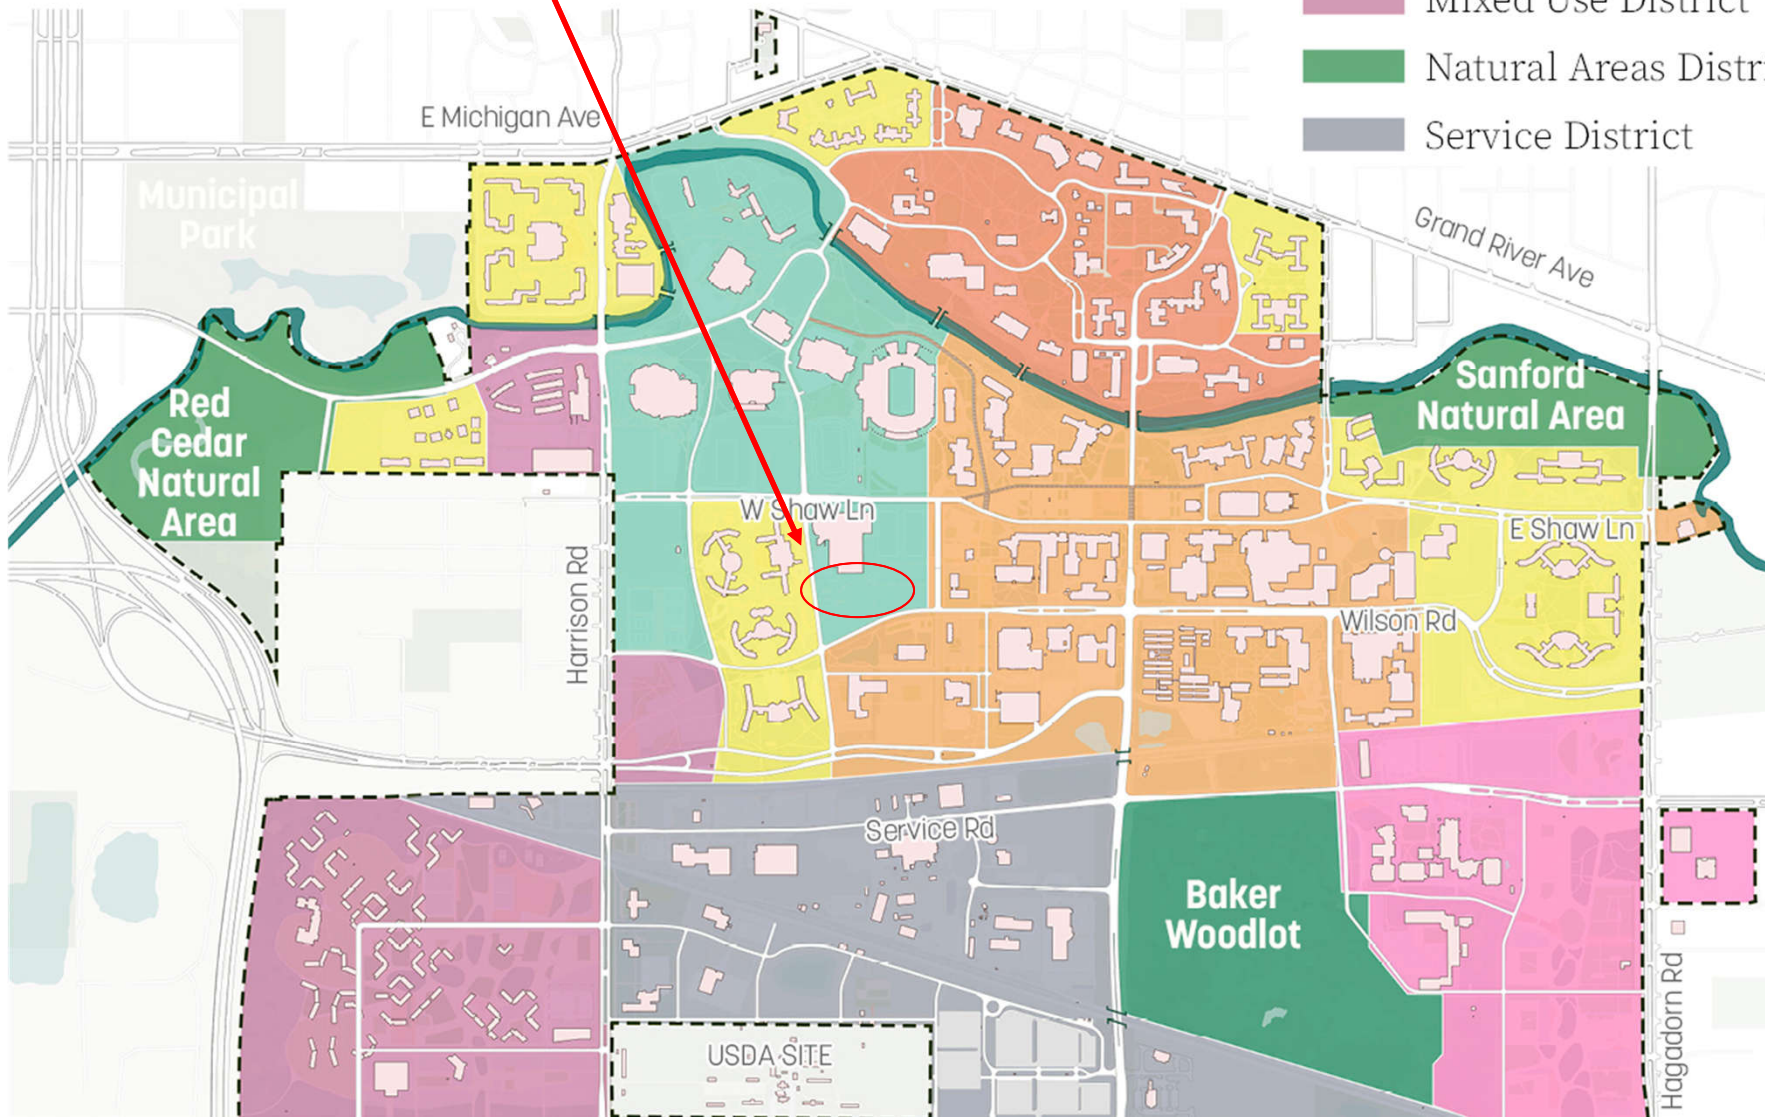 Mixed Use District
Natural Areas Distri
Service District
E Michigan Ave
Municipal
Park
Grand River Ave
Red
Cedar
Natural
Area
Sanford
Natural Area
W Shaw Ln
E Shaw Ln
Harrison Rd
Wilson Rd
Service Rd
Baker
Woodlot
Hagadorn Rd
USDA SITE